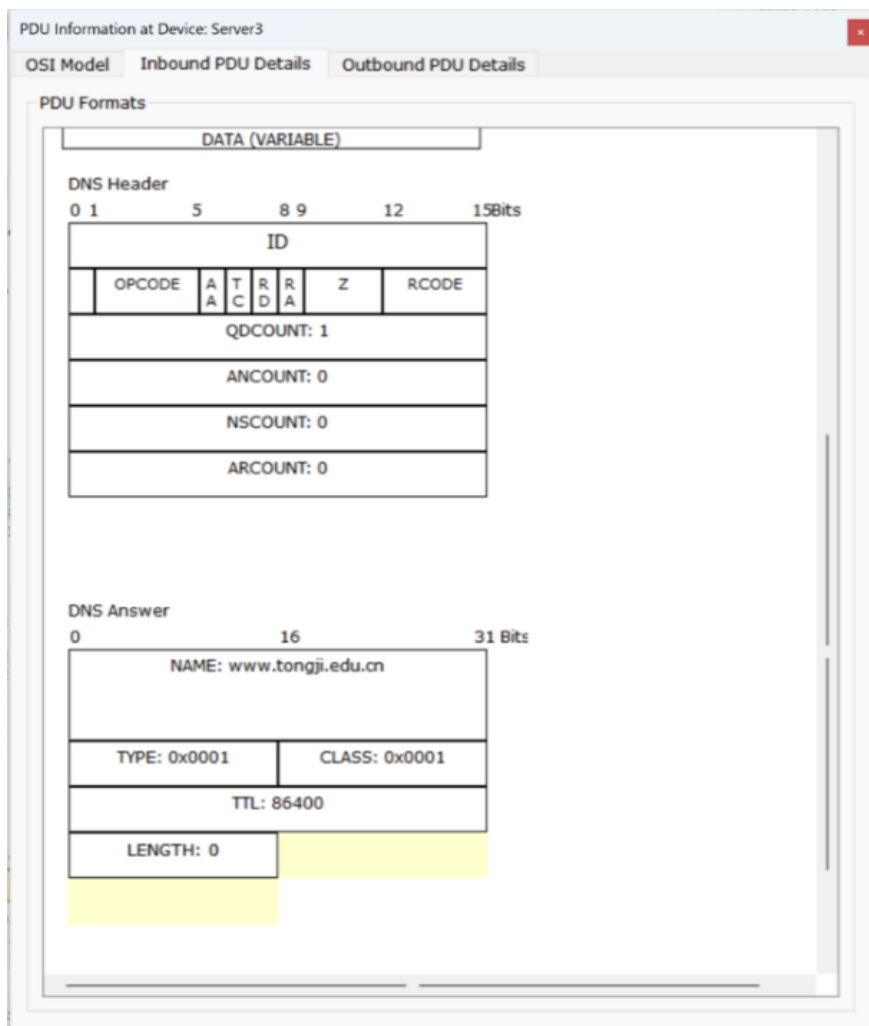 PDU Information at Device: Server3
OSI Model Inbound PDU Details Outbound PDU Details
PDU Formats
DATA (VARIABLE)
DNS Header
0 1 5 8 9 12 15Bits
ID
OPCODE AA TC RD RA Z RCODE
QDCOUNT: 1
ANCOUNT: 0
NSCOUNT: 0
ARCOUNT: 0
DNS Answer
0 16 31 Bits
NAME: www.tongji.edu.cn
TYPE: 0x0001 CLASS: 0x0001
TTL: 86400
LENGTH: 0